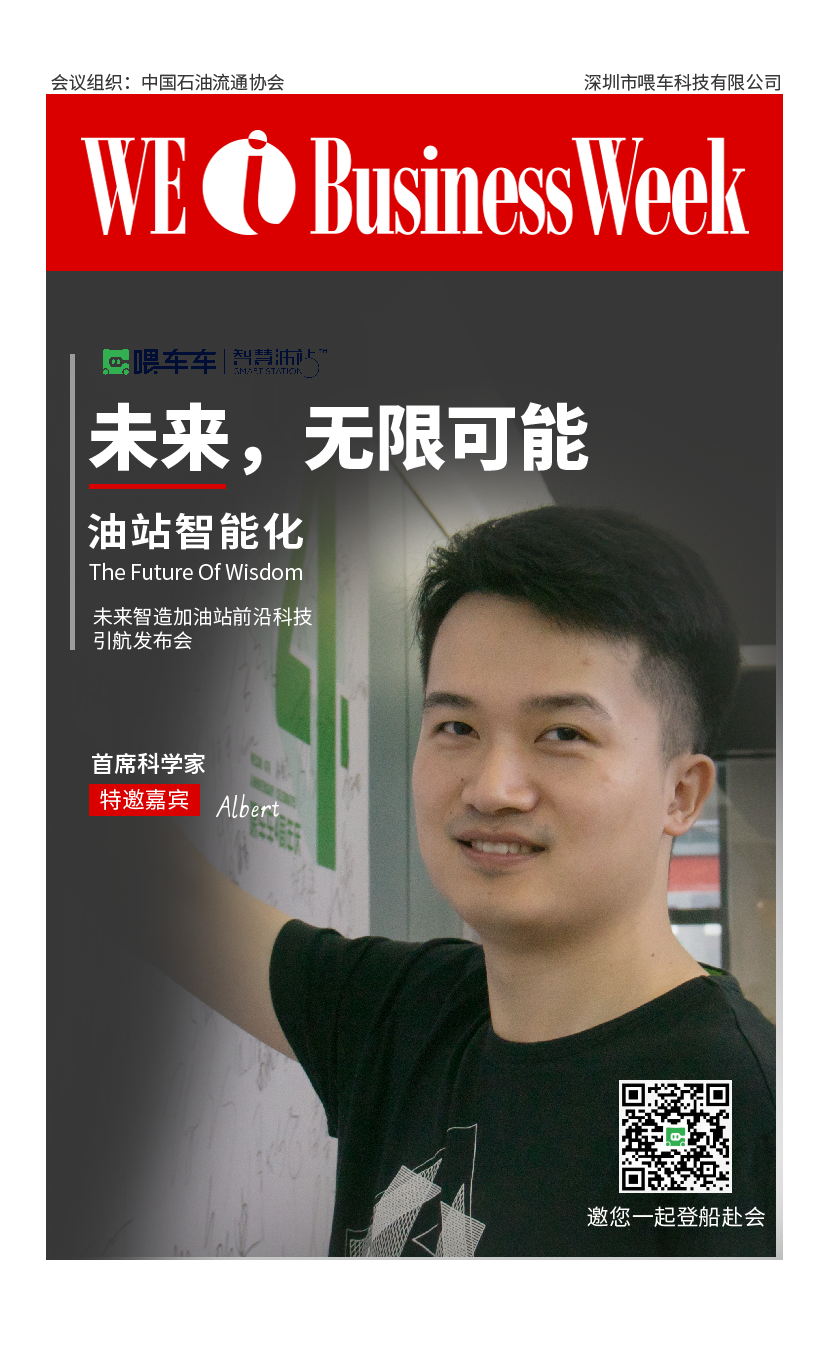 会议组织：中国石油流通协会
深圳市喂车科技有限公司
WE i BusinessWeek
喂车车 智慧油站™
SMART STATION
未来，无限可能
油站智能化
The Future Of Wisdom
未来智造加油站前沿科技
引航发布会
首席科学家
特邀嘉宾 Albert
邀您一起登船赴会